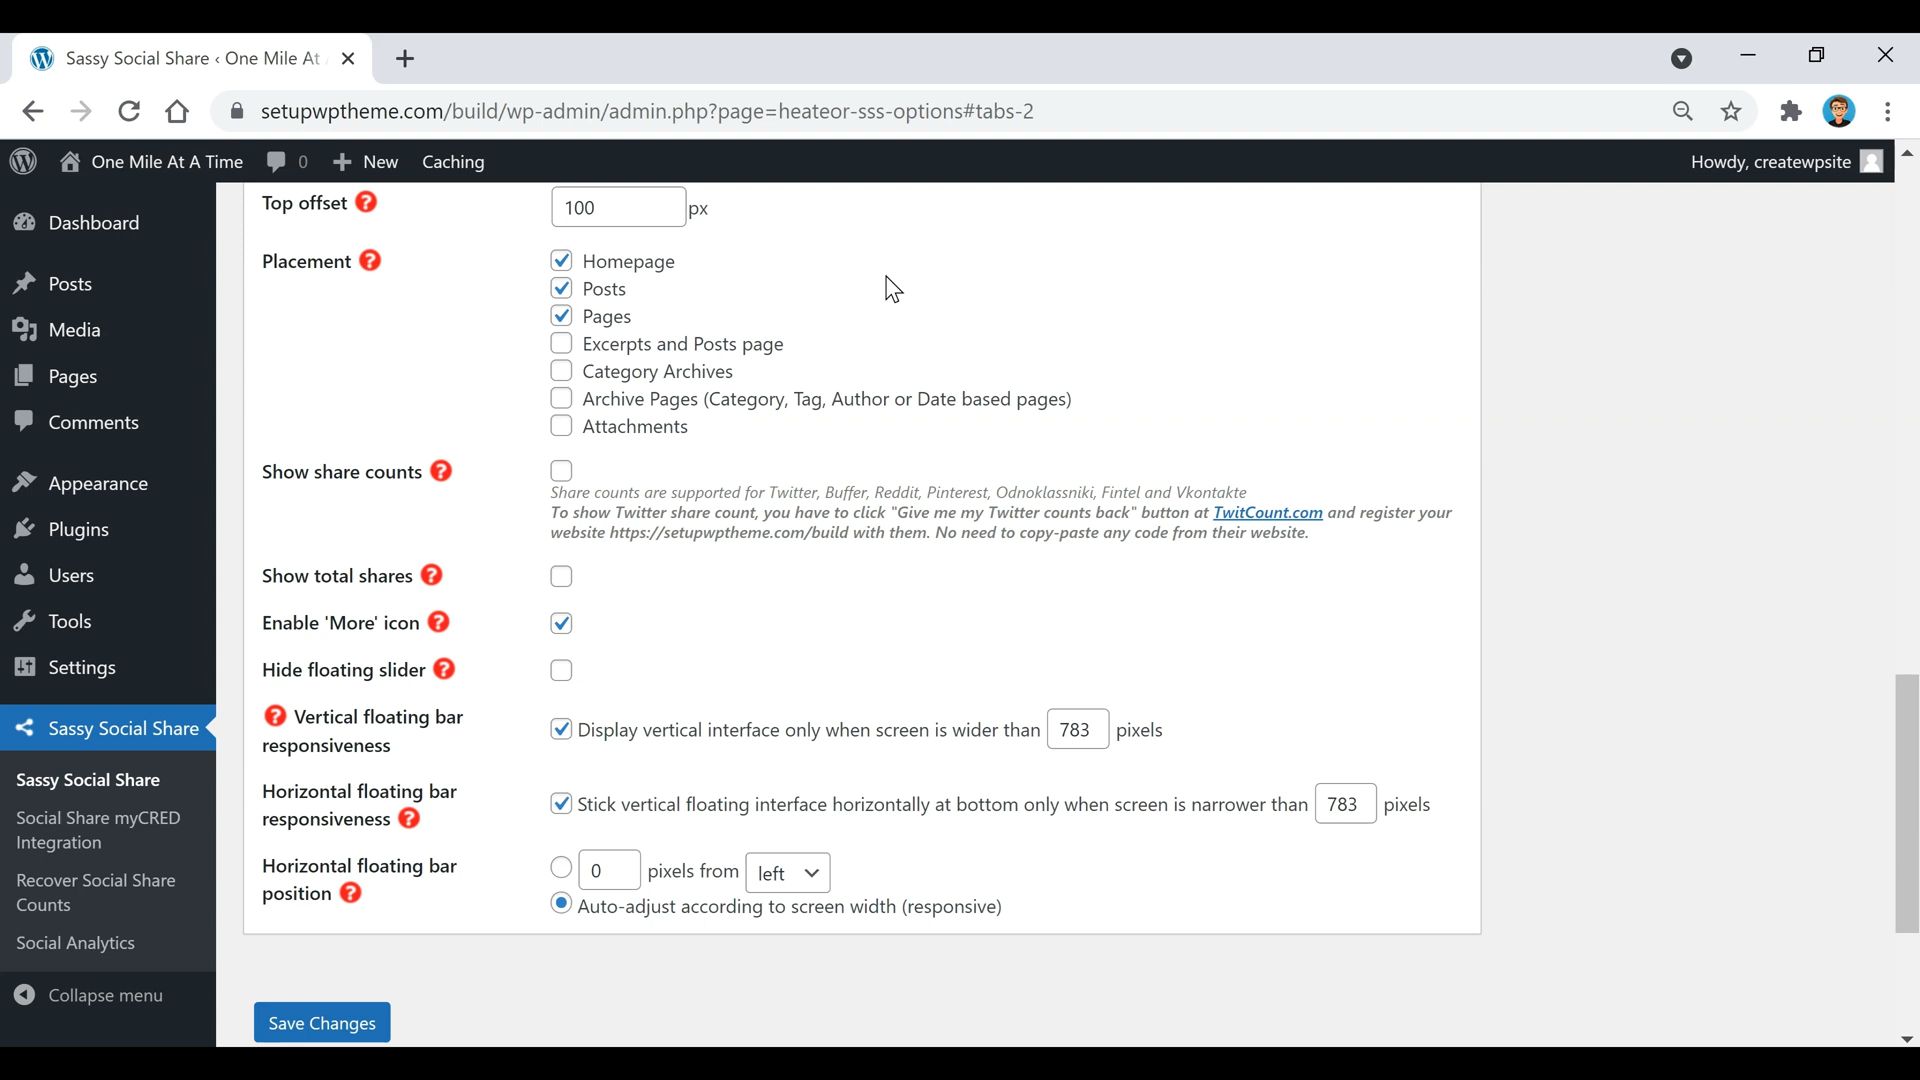 Sassy Social Share ‹ One Mile At
setupwptheme.com/build/wp-admin/admin.php?page=heateor-sss-options#tabs-2
One Mile At A Time 0 New Caching Howdy, createwpsite
Dashboard
Posts
Media
Pages
Comments
Appearance
Plugins
Users
Tools
Settings
Sassy Social Share
Sassy Social Share
Social Share myCRED
Integration
Recover Social Share
Counts
Social Analytics
Collapse menu
Top offset ? 100 px
Placement ? Homepage
Posts
Pages
Excerpts and Posts page
Category Archives
Archive Pages (Category, Tag, Author or Date based pages)
Attachments
Show share counts ?
Share counts are supported for Twitter, Buffer, Reddit, Pinterest, Odnoklassniki, Fintel and Vkontakte
To show Twitter share count, you have to click "Give me my Twitter counts back" button at TwitCount.com and register your
website https://setupwptheme.com/build with them. No need to copy-paste any code from their website.
Show total shares ?
Enable 'More' icon ?
Hide floating slider ?
? Vertical floating bar
responsiveness
Display vertical interface only when screen is wider than 783 pixels
Horizontal floating bar
responsiveness ?
Stick vertical floating interface horizontally at bottom only when screen is narrower than 783 pixels
Horizontal floating bar
position ?
0 pixels from left
Auto-adjust according to screen width (responsive)
Save Changes